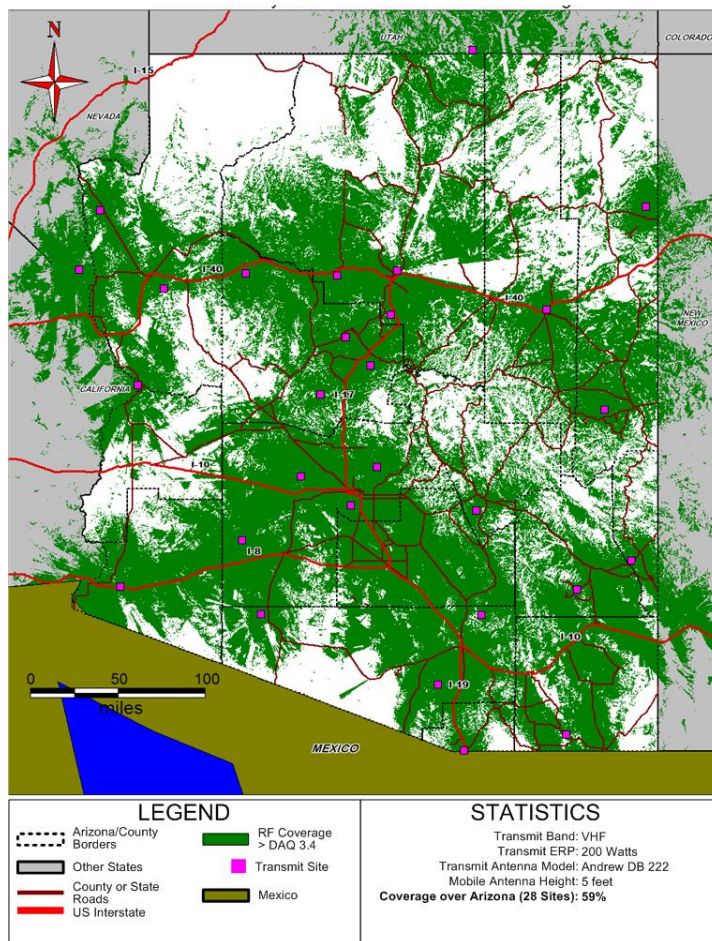 N
UTAH
COLORADO
I-15
NEVADA
I-40
I-40
NEW
MEXICO
CALIFORNIA
I-17
I-10
I-8
I-10
I-19
0 50 100
miles
MEXICO
LEGEND
Arizona/County
Borders
Other States
County or State
Roads
US Interstate
RF Coverage
> DAQ 3.4
Transmit Site
Mexico
STATISTICS
Transmit Band: VHF
Transmit ERP: 200 Watts
Transmit Antenna Model: Andrew DB 222
Mobile Antenna Height: 5 feet
Coverage over Arizona (28 Sites): 59%